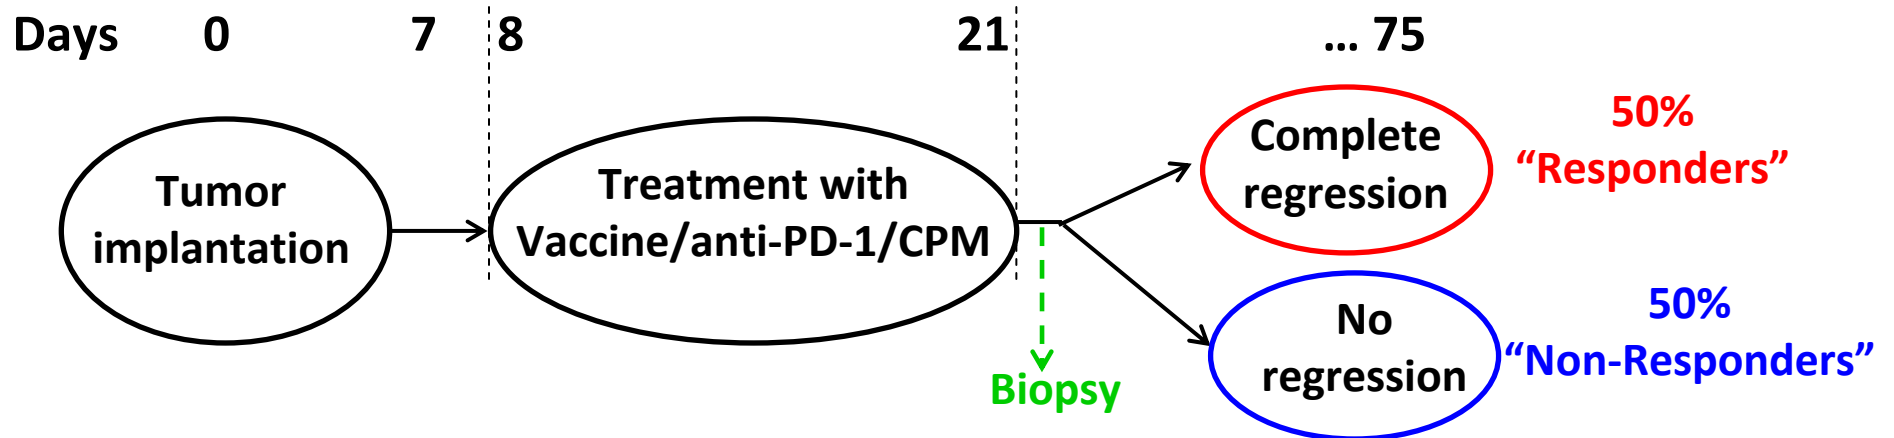 Days 0 7 8 21 ... 75
Tumor
implantation
Treatment with
Vaccine/anti-PD-1/CPM
Biopsy
Complete
regression
50%
“Responders”
No
regression
50%
“Non-Responders”